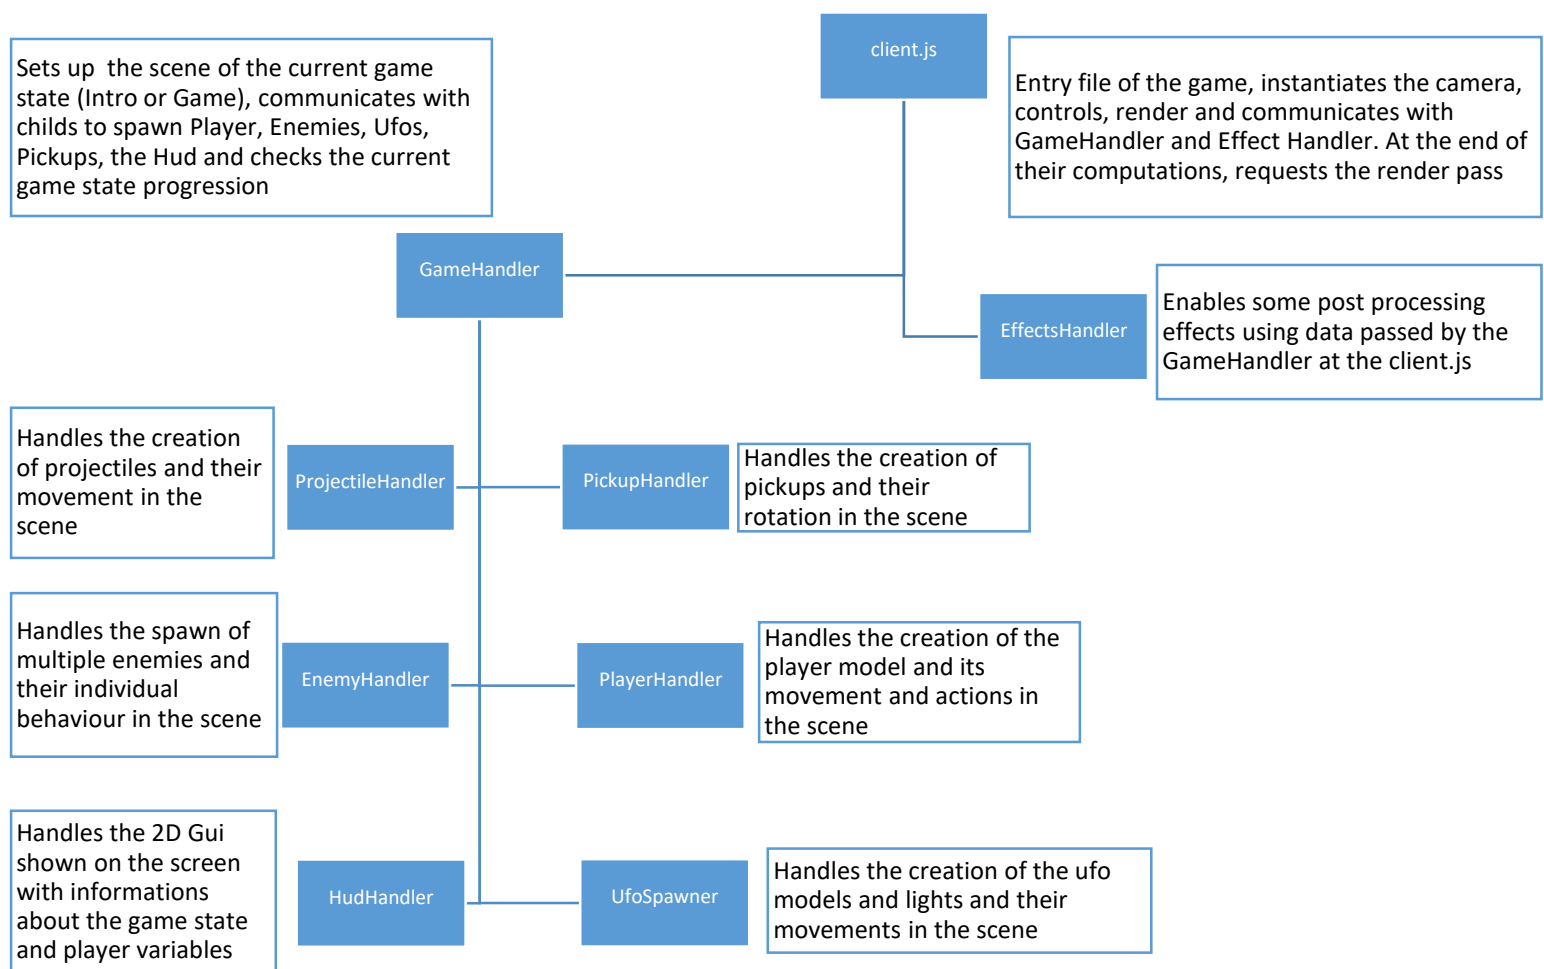 client.js
Sets up  the scene of the current game
state (Intro or Game), communicates with
childs to spawn Player, Enemies, Ufos,
Pickups, the Hud and checks the current
game state progression
Entry file of the game, instantiates the camera,
controls, render and communicates with
GameHandler and Effect Handler. At the end of
their computations, requests the render pass
GameHandler
EffectsHandler
Enables some post processing
effects using data passed by the
GameHandler at the client.js
Handles the creation
of projectiles and their
movement in the
scene
ProjectileHandler
PickupHandler
Handles the creation of
pickups and their
rotation in the scene
Handles the spawn of
multiple enemies and
their individual
behaviour in the scene
EnemyHandler
PlayerHandler
Handles the creation of the
player model and its
movement and actions in
the scene
Handles the 2D Gui
shown on the screen
with informations
about the game state
and player variables
HudHandler
UfoSpawner
Handles the creation of the ufo
models and lights and their
movements in the scene